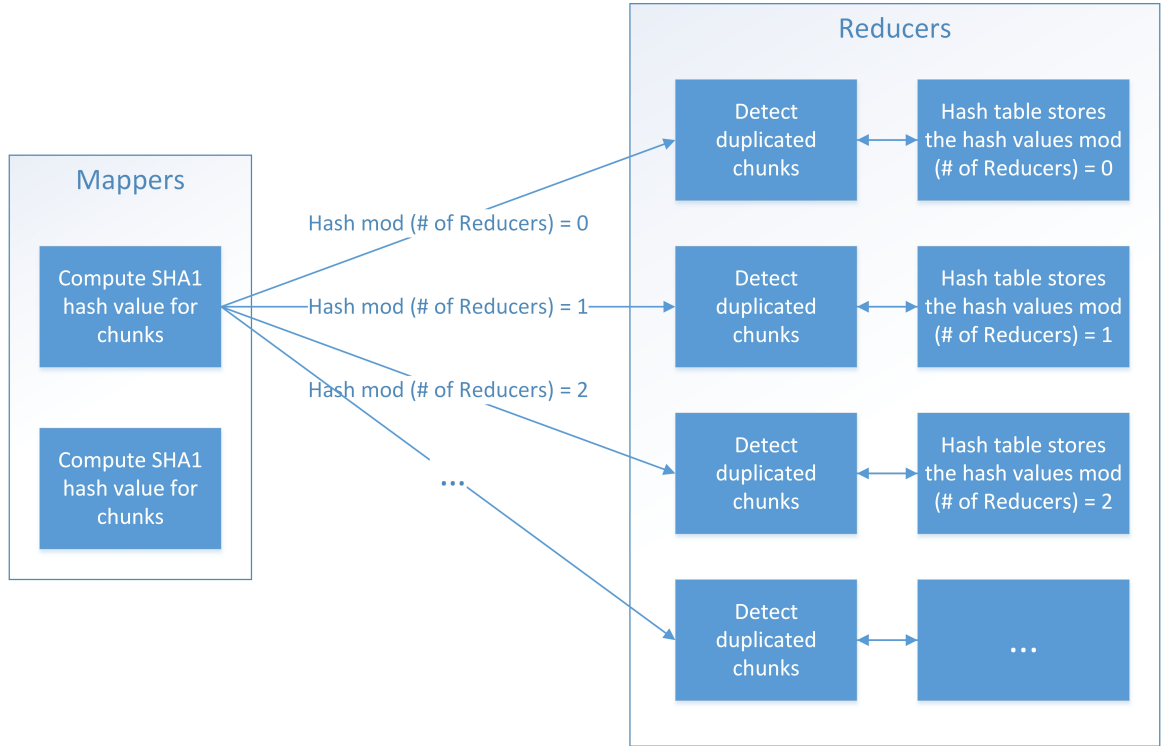 Mappers
Compute SHA1
hash value for
chunks
Compute SHA1
hash value for
chunks
Hash mod (# of Reducers) = 0
Hash mod (# of Reducers) = 1
Hash mod (# of Reducers) = 2
...
Reducers
Detect
duplicated
chunks
Hash table stores
the hash values mod
(# of Reducers) = 0
Detect
duplicated
chunks
Hash table stores
the hash values mod
(# of Reducers) = 1
Detect
duplicated
chunks
Hash table stores
the hash values mod
(# of Reducers) = 2
Detect
duplicated
chunks
...